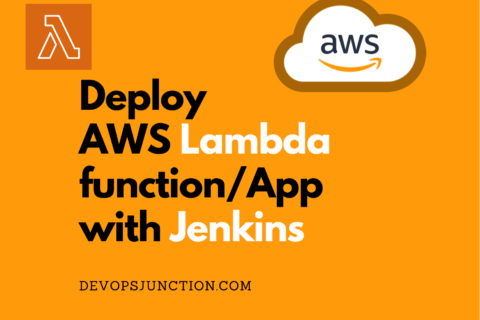 aws
Deploy
AWS Lambda
function/App
with Jenkins
DEVOPSJUNCTION.COM